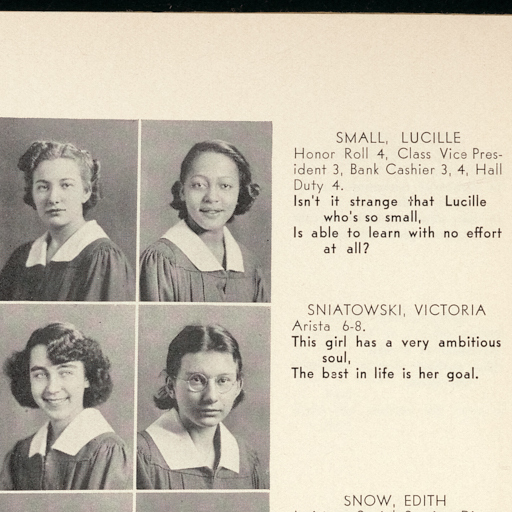 SMALL, LUCILLE
Honor Roll 4, Class Vice Pres-
ident 3, Bank Cashier 3, 4, Hall
Duty 4.
Isn't it strange that Lucille
who's so small,
Is able to learn with no effort
at all?
SNIATOWSKI, VICTORIA
Arista 6-8.
This girl has a very ambitious
soul,
The best in life is her goal.
SNOW, EDITH